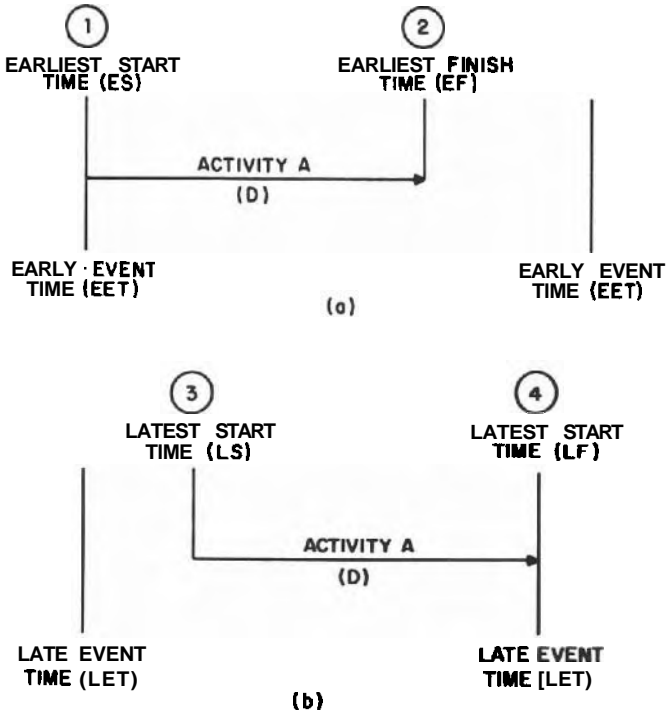 1
2
EARLIEST START
TIME (ES)
EARLIEST FINISH
TIME (EF)
ACTIVITY A
(D)
EARLY · EVENT
TIME (EET)
EARLY EVENT
TIME (EET)
(a)
3
4
LATEST START
TIME (LS)
LATEST START
TIME (LF)
ACTIVITY A
(D)
LATE EVENT
TIME (LET)
LATE EVENT
TIME [LET)
(b)